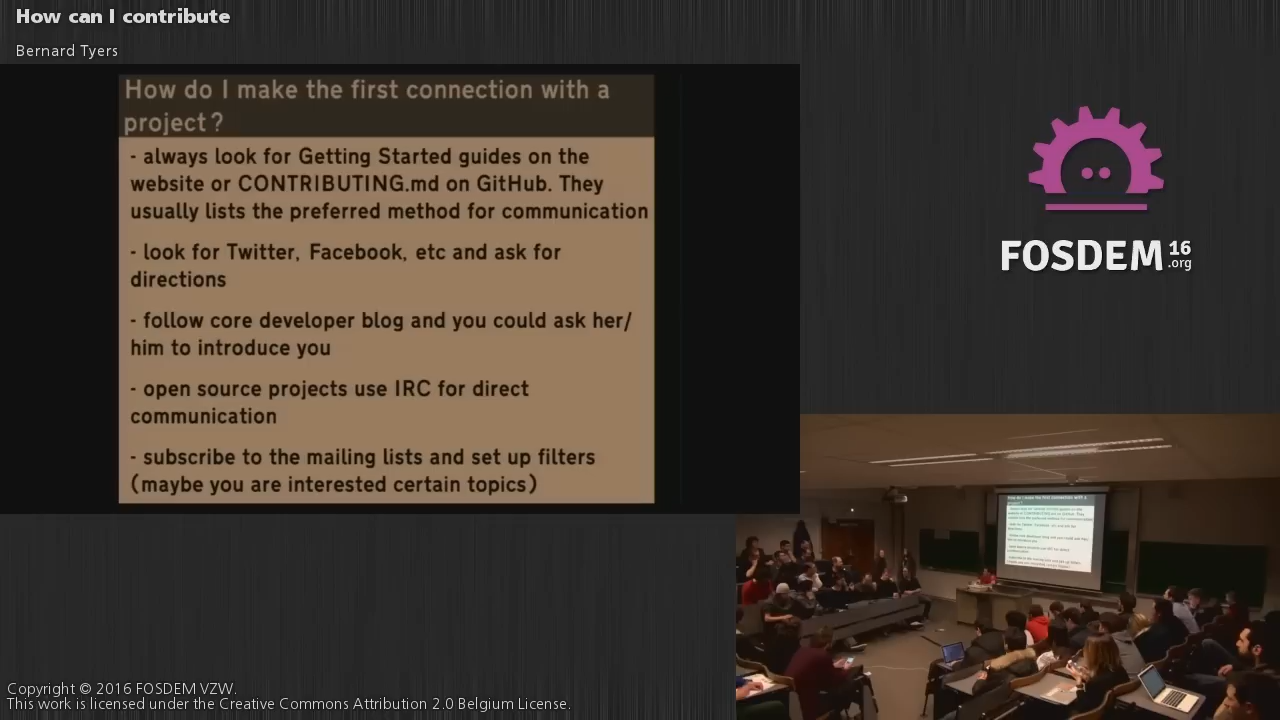 How can I contribute
Bernard Tyers
How do I make the first connection with a
project?
- always look for Getting Started guides on the
website or CONTRIBUTING.md on GitHub. They
usually lists the preferred method for communication
- look for Twitter, Facebook, etc and ask for
directions
- follow core developer blog and you could ask her/
him to introduce you
- open source projects use IRC for direct
communication
- subscribe to the mailing lists and set up filters
(maybe you are interested certain topics)
FOSDEM 16
.org
Copyright © 2016 FOSDEM VZW.
This work is licensed under the Creative Commons Attribution 2.0 Belgium License.